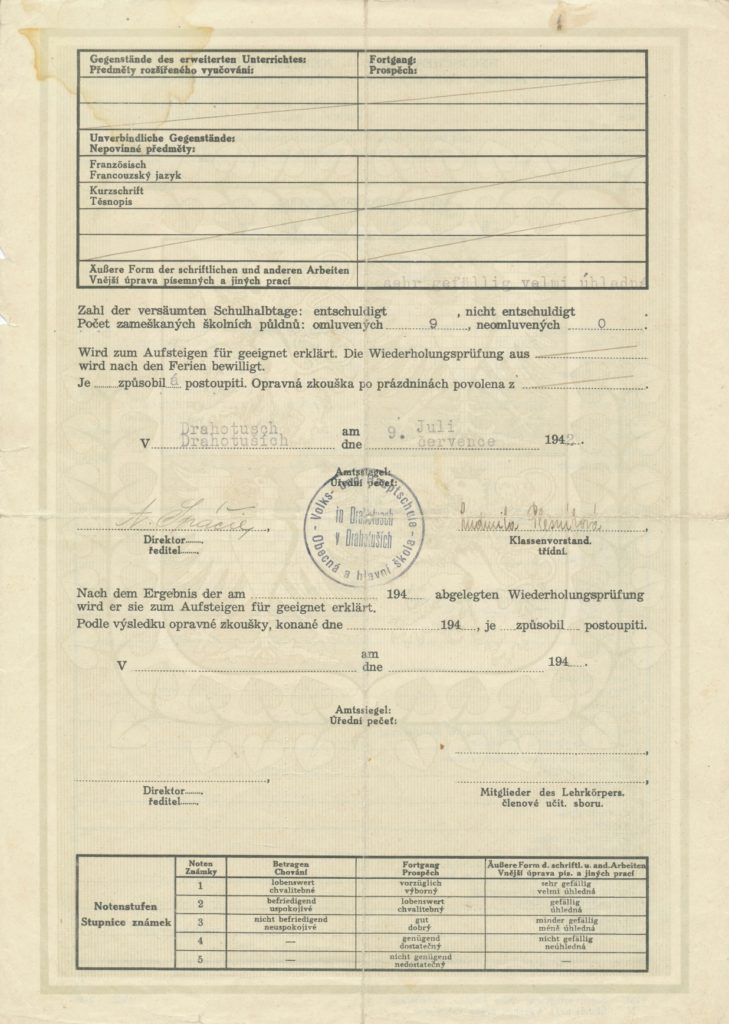 Gegenstände des erweiterten Unterrichtes: Fortgang:
Předměty rozšířeného vyučování: Prospěch:
Unverbindliche Gegenstände:
Nepovinné předměty:
Französisch
Francouzský jazyk
Kurzschrift
Těsnopis
Äußere Form der schriftlichen und anderen Arbeiten
Vnější úprava písemných a jiných prací sehr gefällig velmi úhledná
Zahl der versäumten Schulhalbtage: entschuldigt , nicht entschuldigt .
Počet zameškaných školních půldnů: omluvených 9 , neomluvených 0 .
Wird zum Aufsteigen für geeignet erklärt. Die Wiederholungsprüfung aus
wird nach den Ferien bewilligt.
Je způsobilá postoupiti. Opravná zkouška po prázdninách povolena z .
Drahotusch am 9. Juli
V Drahotuších dne července 1942.
Amtssiegel:
Úřední pečeť:
Volks- und Hauptschule
in Drahotusch
v Drahotuších
Obecná a hlavní škola
Ludmila
Direktor
ředitel
Klassenvorstand.
třídní.
Nach dem Ergebnis der am 194 abgelegten Wiederholungsprüfung
wird er sie zum Aufsteigen für geeignet erklärt.
Podle výsledku opravné zkoušky, konané dne 194 , je způsobil postoupiti.
am
V dne 194 .
Amtssiegel:
Úřední pečeť:
Direktor
ředitel
Mitglieder des Lehrkörpers.
členové učit. sboru.
Notenstufen
Stupnice známek
Noten Betragen Fortgang Äußere Form d. schriftl. u. and. Arbeiten
Známky Chování Prospěch Vnější úprava pís. a jiných prací
1 lobenswert vorzüglich sehr gefällig
chvalitebné výborný velmi úhledná
2 befriedigend lobenswert gefällig
uspokojivé chvalitebný úhledná
3 nicht befriedigend gut minder gefällig
neuspokojivé dobrý méně úhledná
4 — genügend nicht gefällig
dostatečný neúhledná
5 — nicht genügend —
nedostatečný